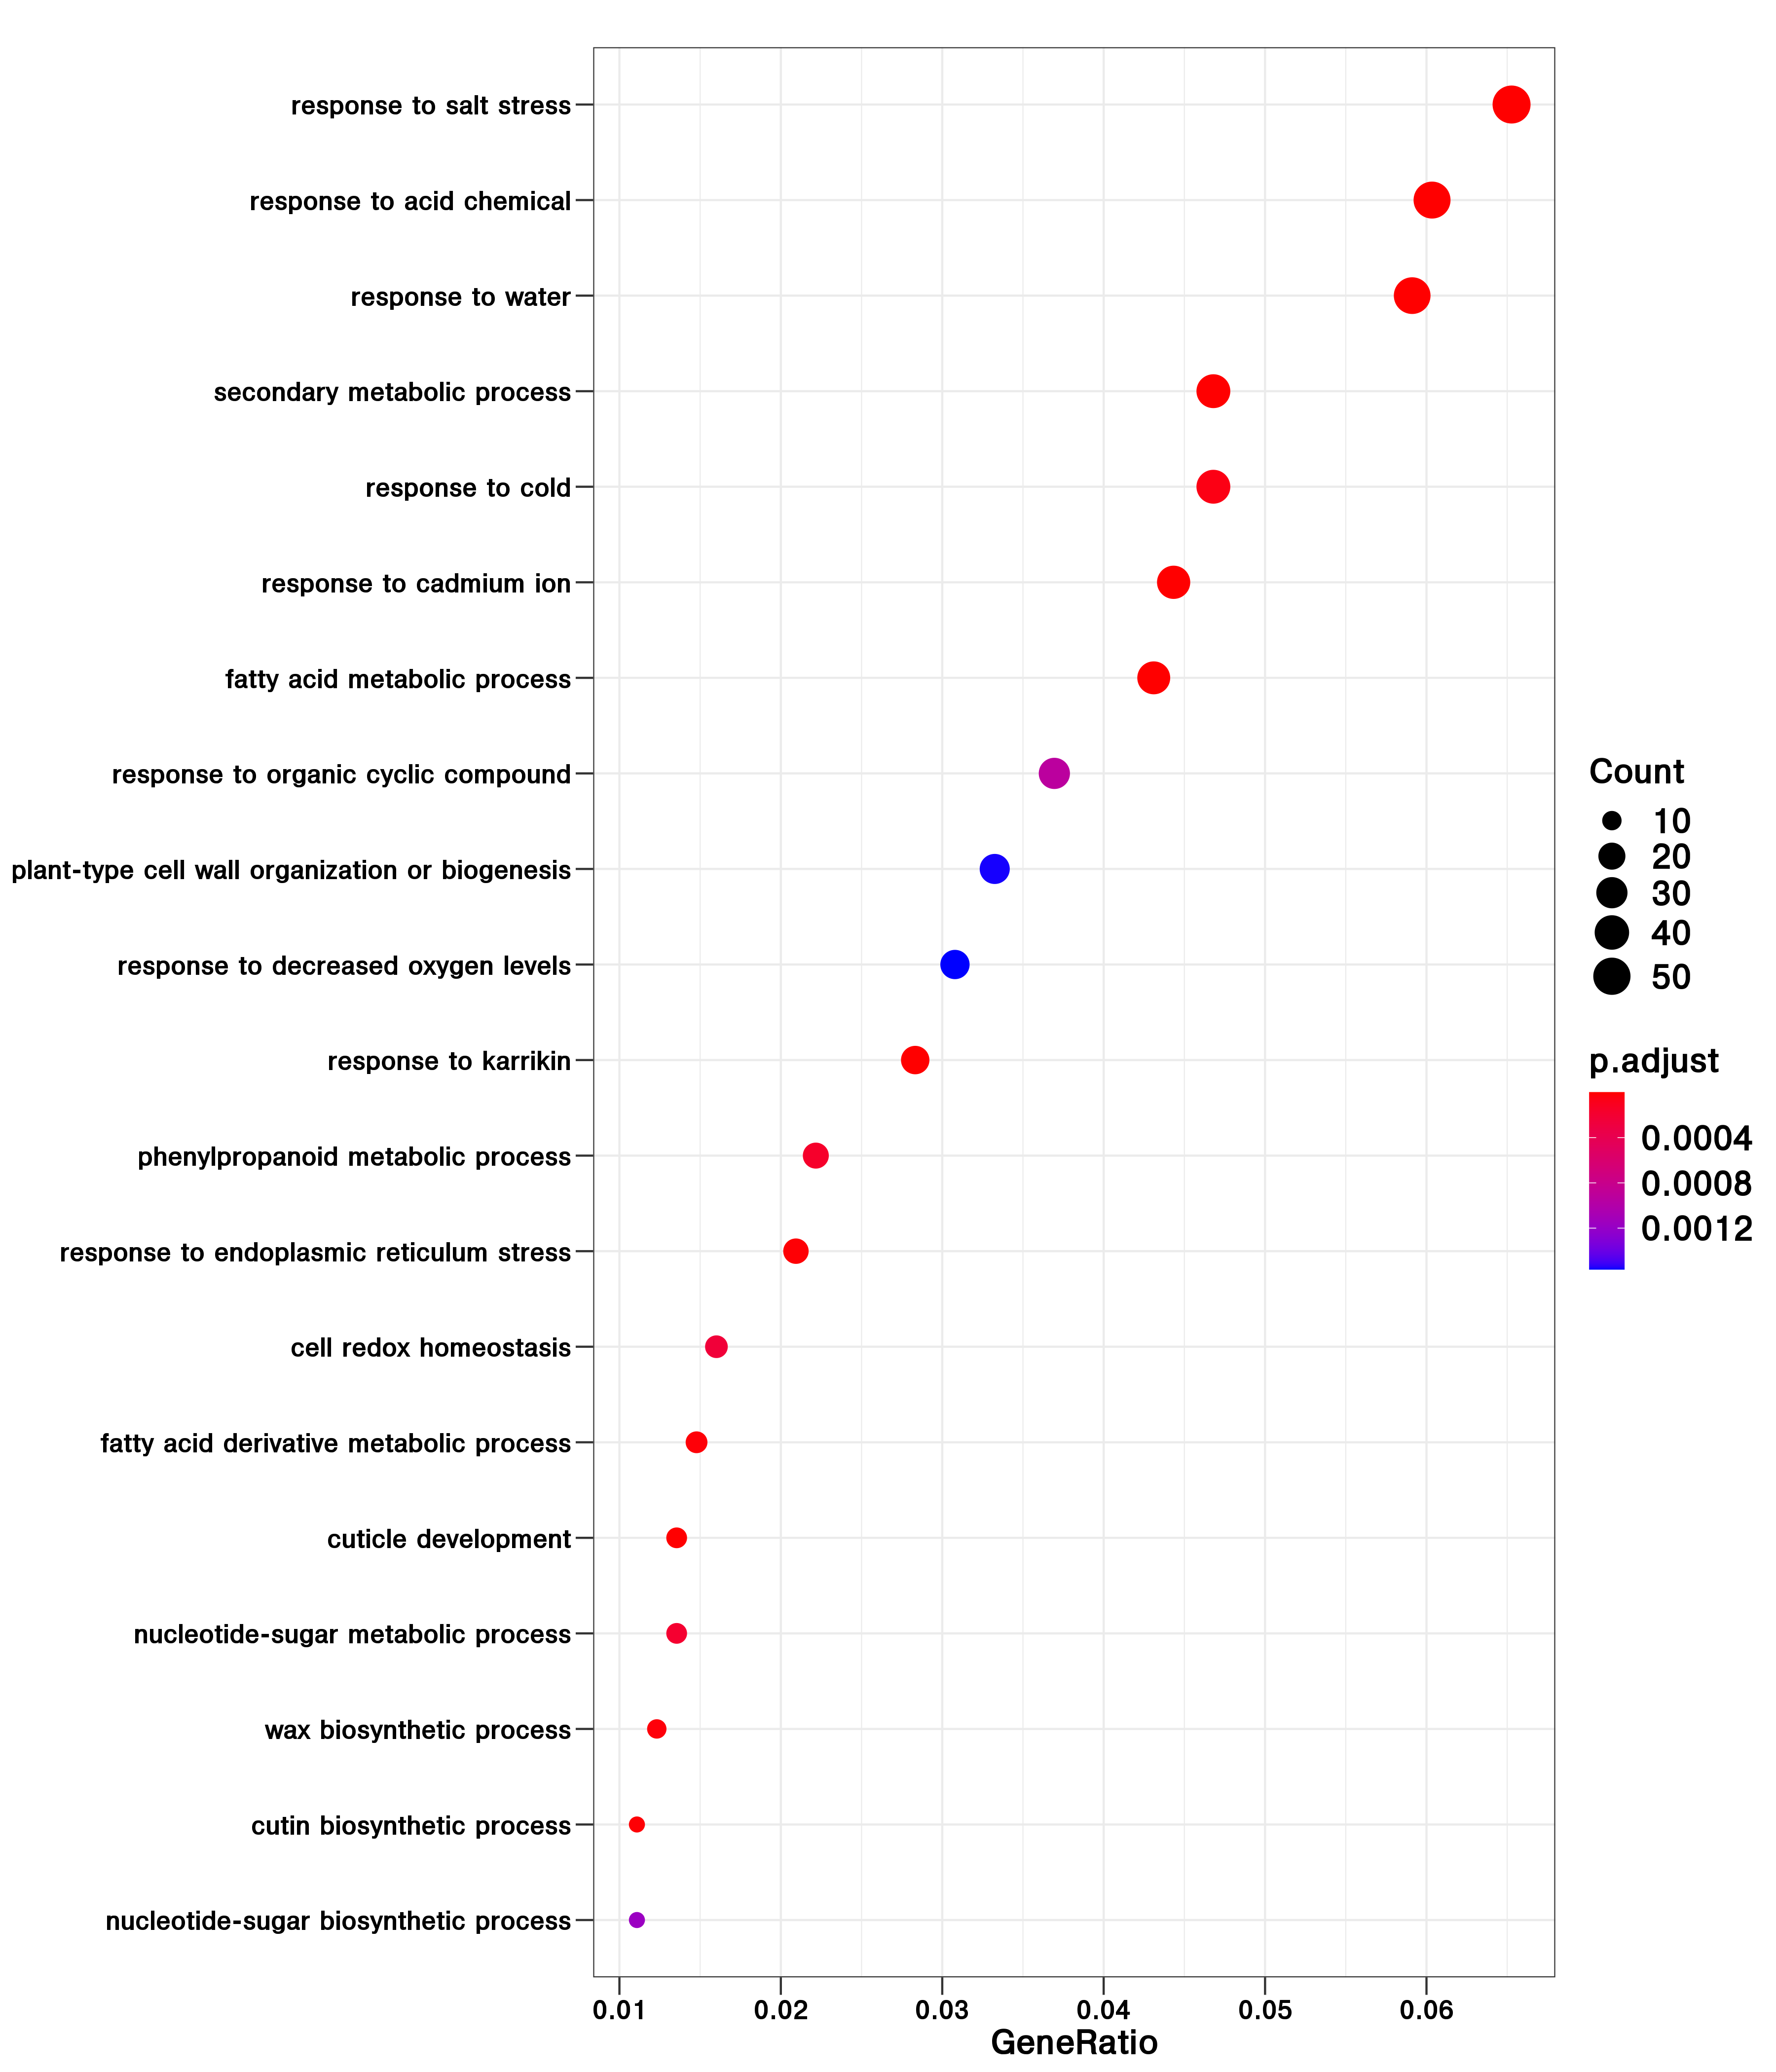 response to salt stress
response to acid chemical
response to water
secondary metabolic process
response to cold
response to cadmium ion
fatty acid metabolic process
response to organic cyclic compound
plant-type cell wall organization or biogenesis
response to decreased oxygen levels
response to karrikin
phenylpropanoid metabolic process
response to endoplasmic reticulum stress
cell redox homeostasis
fatty acid derivative metabolic process
cuticle development
nucleotide-sugar metabolic process
wax biosynthetic process
cutin biosynthetic process
nucleotide-sugar biosynthetic process
0.01 0.02 0.03 0.04 0.05 0.06
GeneRatio
Count
10
20
30
40
50
p.adjust
0.0004
0.0008
0.0012